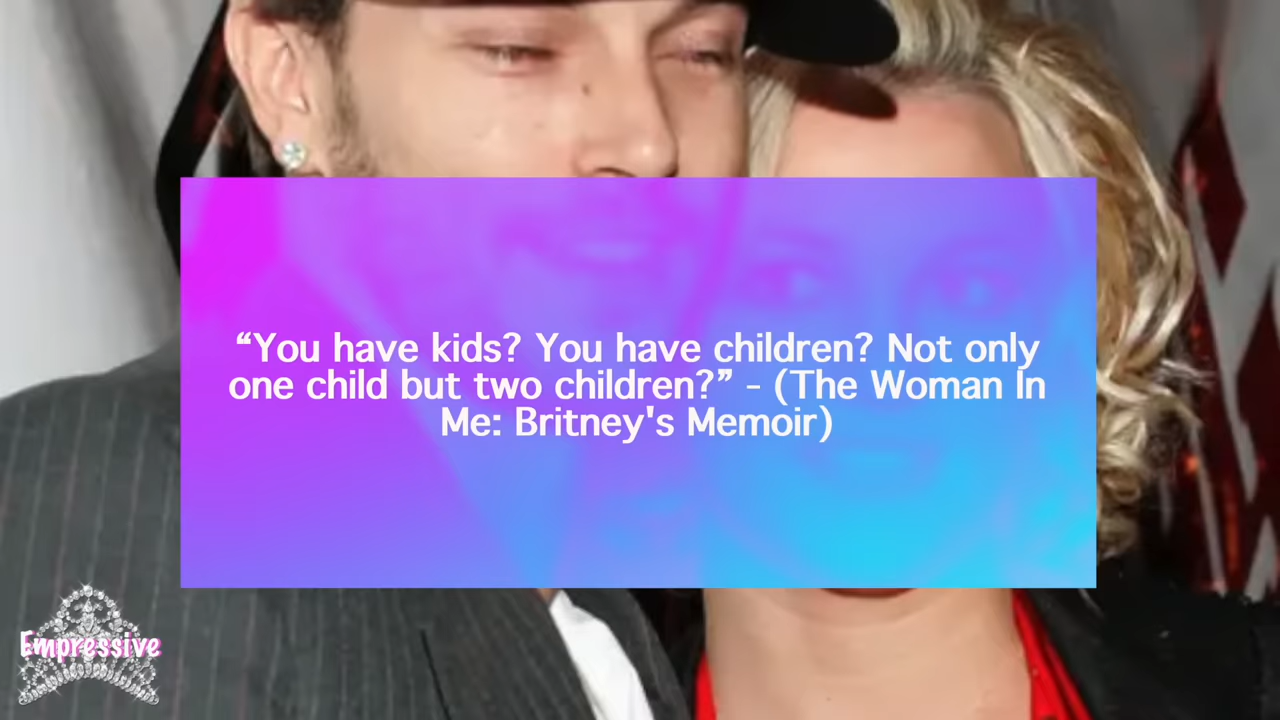 “You have kids? You have children? Not only
one child but two children?” - (The Woman In
Me: Britney's Memoir)
Empressive